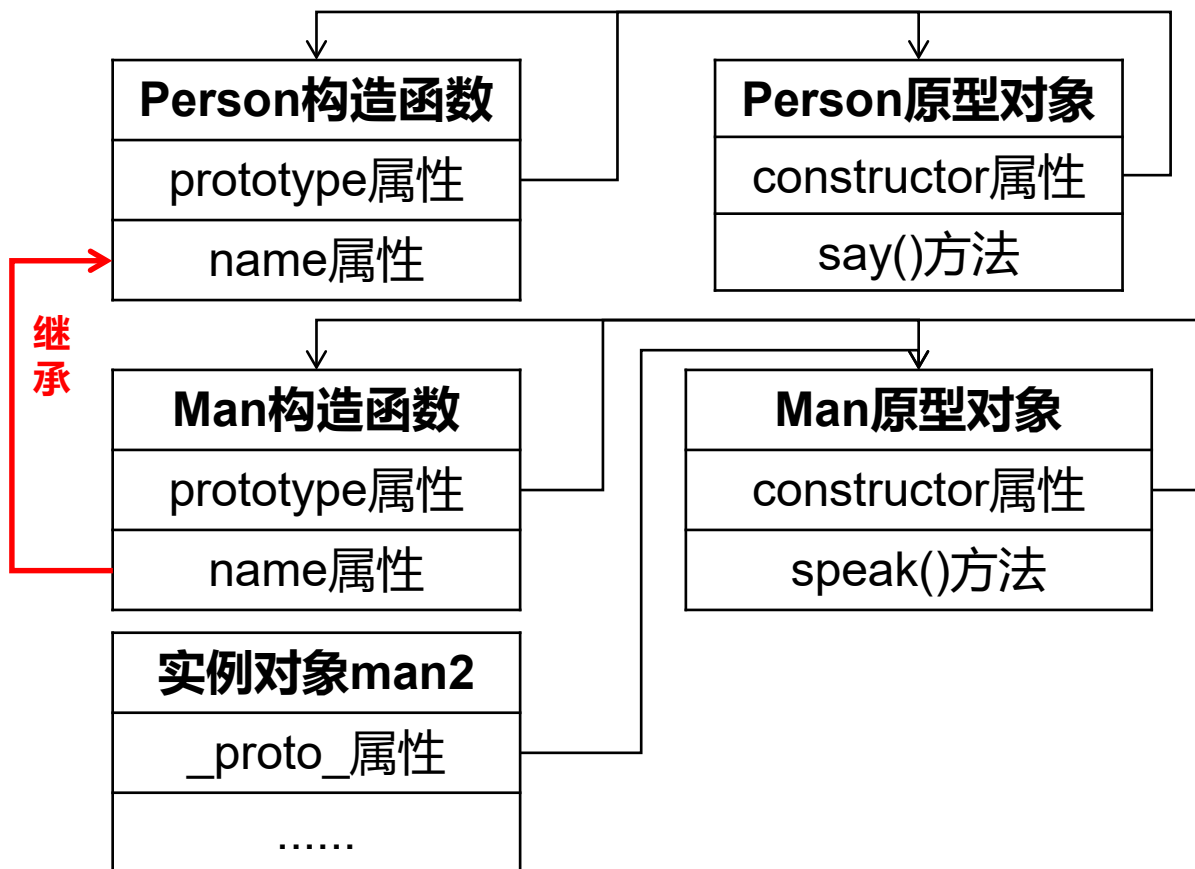 Person构造函数
prototype属性
name属性
Person原型对象
constructor属性
say()方法
继
承
Man构造函数
prototype属性
name属性
Man原型对象
constructor属性
speak()方法
实例对象man2
_proto_属性
......